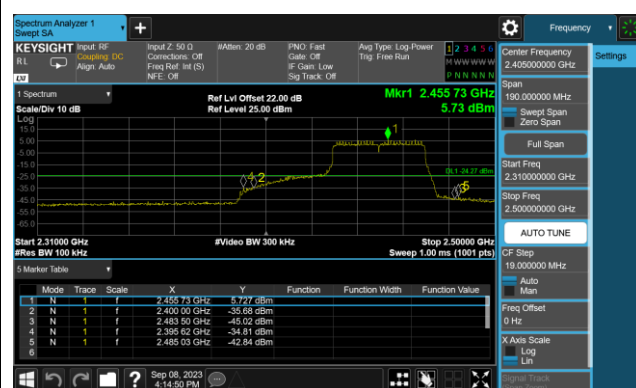 Spectrum Analyzer 1
Swept SA
Frequency
KEYSIGHT
RL
LXI
Input: RF
Coupling: DC
Align: Auto
Input Z: 50 Ω
Corrections: Off
Freq Ref: Int (S)
NFE: Off
#Atten: 20 dB
PNO: Fast
Gate: Off
IF Gain: Low
Sig Track: Off
Avg Type: Log-Power
Trig: Free Run
1 2 3 4 5 6
M W W W W W
P N N N N N
Center Frequency
2.405000000 GHz
Settings
Span
190.000000 MHz
Swept Span
Zero Span
Full Span
Start Freq
2.310000000 GHz
Stop Freq
2.500000000 GHz
AUTO TUNE
CF Step
19.000000 MHz
Auto
Man
Freq Offset
0 Hz
X Axis Scale
Log
Lin
Signal Track
1 Spectrum
Scale/Div 10 dB
Ref Lvl Offset 22.00 dB
Ref Level 25.00 dBm
Mkr1 2.455 73 GHz
5.73 dBm
Log
15.0
5.00
-5.00
-15.0
-25.0
-35.0
-45.0
-55.0
-65.0
1
DL1 -24.27 dBm
4 2
5
Start 2.31000 GHz
#Res BW 100 kHz
#Video BW 300 kHz
Stop 2.50000 GHz
Sweep 1.00 ms (1001 pts)
5 Marker Table
Mode Trace Scale X Y Function Function Width Function Value
1 N 1 f 2.455 73 GHz 5.727 dBm
2 N 1 f 2.400 00 GHz -35.68 dBm
3 N 1 f 2.483 50 GHz -45.02 dBm
4 N 1 f 2.395 62 GHz -34.81 dBm
5 N 1 f 2.485 03 GHz -42.84 dBm
6
Sep 08, 2023
4:14:50 PM